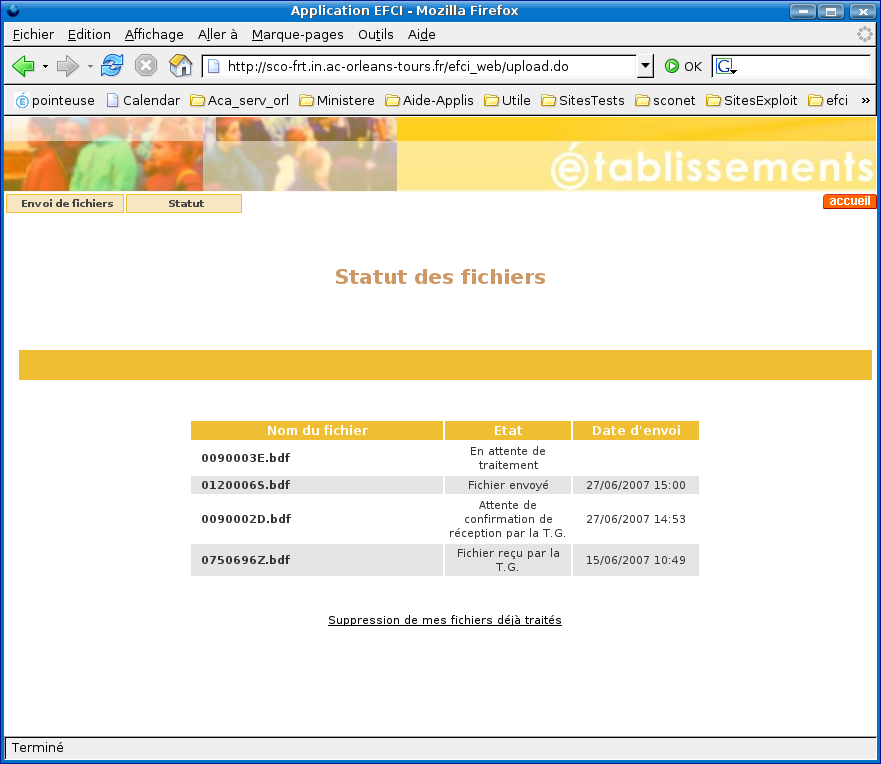 Application EFCI - Mozilla Firefox
Fichier Edition Affichage Aller à Marque-pages Outils Aide
http://sco-frt.in.ac-orleans-tours.fr/efci_web/upload.do OK G
pointeuse Calendar Aca_serv_orl Ministere Aide-Applis Utile SitesTests sconet SitesExploit efci »
établissements
Envoi de fichiers Statut accueil
Statut des fichiers
Nom du fichier Etat Date d'envoi
0090003E.bdf En attente de
traitement
0120006S.bdf Fichier envoyé 27/06/2007 15:00
Attente de
0090002D.bdf confirmation de 27/06/2007 14:53
réception par la T.G.
0750696Z.bdf Fichier reçu par la 15/06/2007 10:49
T.G.
Suppression de mes fichiers déjà traités
Terminé